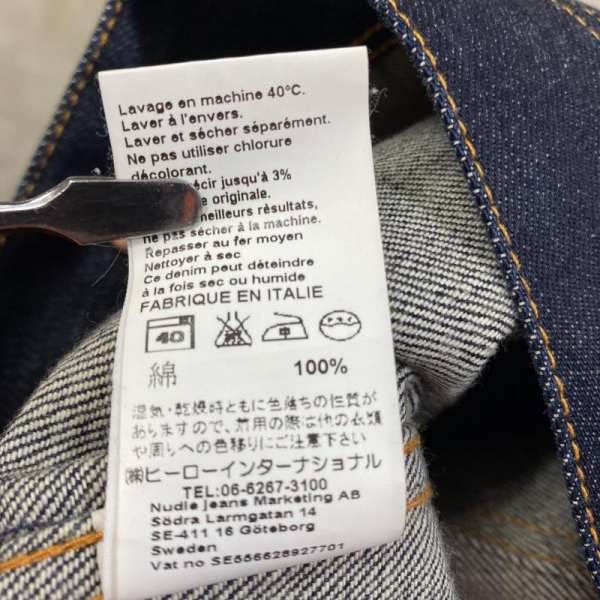 Lavage en machine 40°C.
Laver à l'envers.
Laver et sécher séparément.
Ne pas utiliser chlorure
décolorant.
cir jusqu'à 3%
e originale.
meilleurs résultats,
ne pas sécher à la machine.
Repasser au fer moyen
Nettoyer à sec
Ce denim peut déteindre
à la fois sec ou humide
FABRIQUE EN ITALIE
40 中
綿 100%
湿気・乾燥時ともに色落ちの性質が
ありますので、着用の際は他の衣類
や周りへの色移りにご注意下さい
㈱ヒーローインターナショナル
TEL:06-6267-3100
Nudie Jeans Marketing AB
Södra Larmgatan 14
SE-411 16 Göteborg
Sweden
Vat no SE556628927701